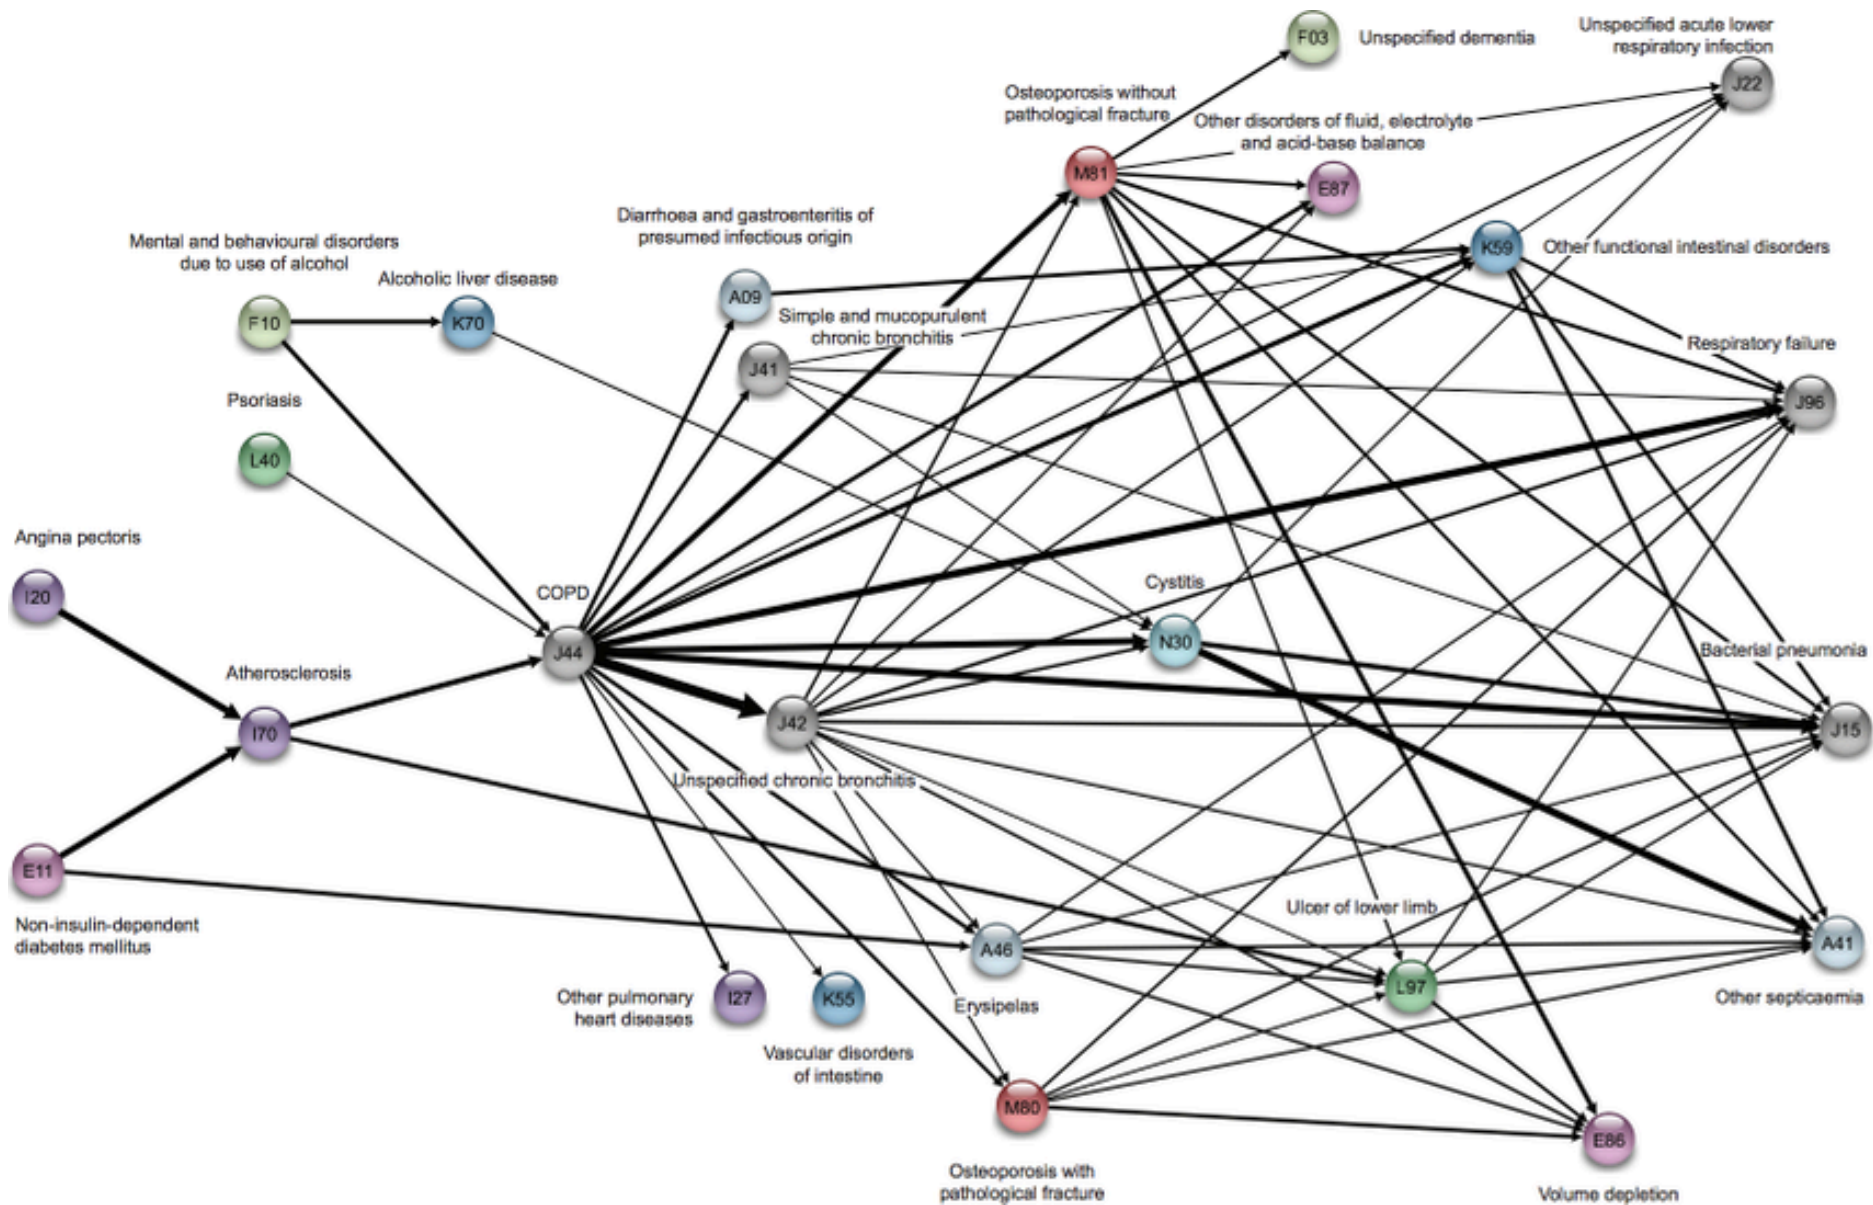 F03
Unspecified dementia
Unspecified acute lower
respiratory infection
J22
Osteoporosis without
pathological fracture
Other disorders of fluid, electrolyte
and acid-base balance
M81
E87
Diarrhoea and gastroenteritis of
presumed infectious origin
Mental and behavioural disorders
due to use of alcohol
Alcoholic liver disease
K59
Other functional intestinal disorders
A09
F10
K70
Simple and mucopurulent
chronic bronchitis
Respiratory failure
J41
J96
Psoriasis
L40
Angina pectoris
I20
COPD
Cystitis
J44
N30
Bacterial pneumonia
Atherosclerosis
I70
J42
J15
Unspecified chronic bronchitis
E11
Non-insulin-dependent
diabetes mellitus
Ulcer of lower limb
A46
A41
L97
Other pulmonary
heart diseases
I27
K55
Erysipelas
Other septicaemia
Vascular disorders
of intestine
M80
E86
Osteoporosis with
pathological fracture
Volume depletion